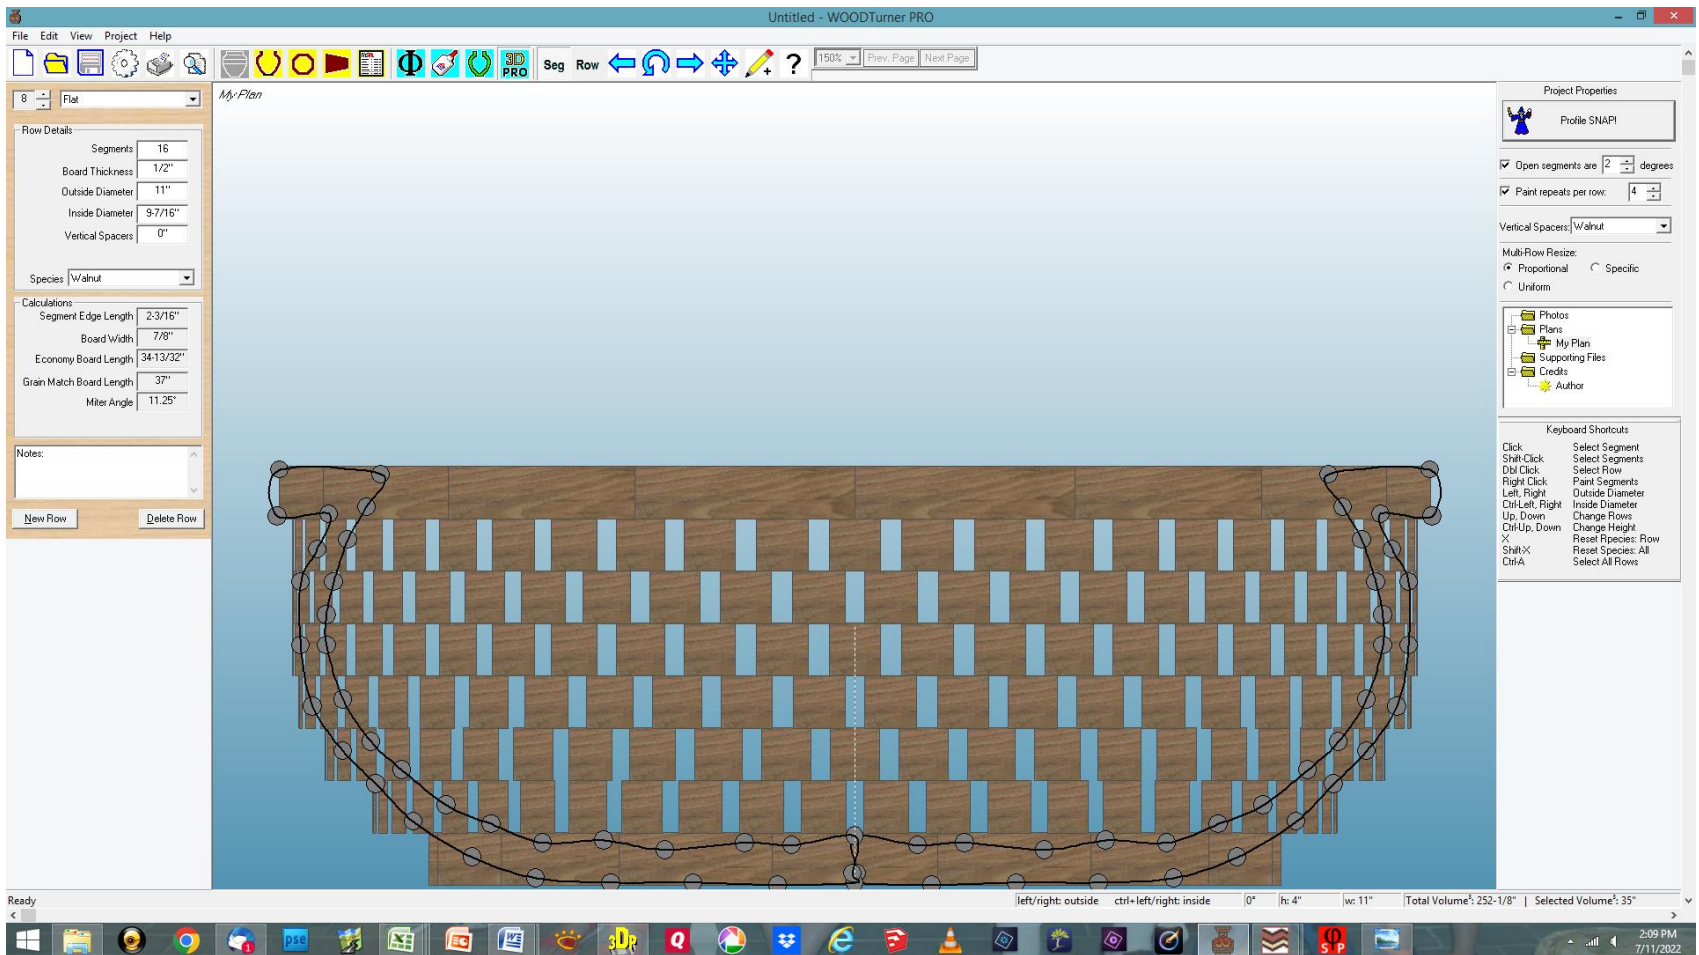 Untitled - WOODTurner PRO
File Edit View Project Help
3D PRO Seg Row ? 150% Prev. Page Next Page
8 Flat
My Plan
Row Details
Segments 16
Board Thickness 1/2"
Outside Diameter 11"
Inside Diameter 9-7/16"
Vertical Spacers 0"
Species Walnut
Calculations
Segment Edge Length 2-3/16"
Board Width 7/8"
Economy Board Length 34-13/32"
Grain Match Board Length 37"
Miter Angle 11.25°
Notes:
New Row Delete Row
Project Properties
Profile SNAP!
Open segments are 2 degrees
Paint repeats per row: 4
Vertical Spacers: Walnut
Multi-Row Resize:
Proportional Specific
Uniform
Photos
Plans
My Plan
Supporting Files
Credits
Author
Keyboard Shortcuts
Click Select Segment
Shift-Click Select Segments
Dbl Click Select Row
Right Click Paint Segments
Left, Right Outside Diameter
Ctrl-Left, Right Inside Diameter
Up, Down Change Rows
Ctrl-Up, Down Change Height
X Reset Rpecies: Row
Shift-X Reset Species: All
Ctrl-A Select All Rows
Ready left/right: outside ctrl+left/right: inside 0° h: 4" w: 11" Total Volume³: 252-1/8" | Selected Volume³: 35"
pse 3DR Q SP 2:09 PM
7/11/2022